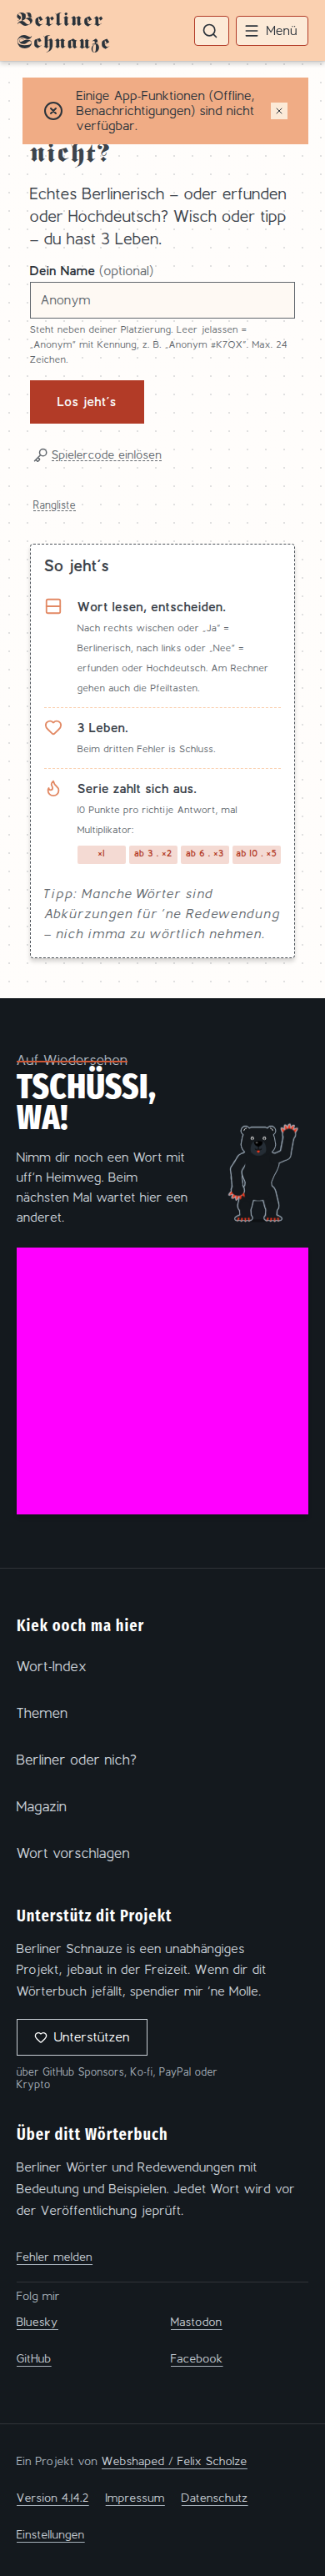 Berliner
Schnauze
Menü
Einige App-Funktionen (Offline,
Benachrichtigungen) sind nicht
verfügbar.
nicht?
Echtes Berlinerisch – oder erfunden
oder Hochdeutsch? Wisch oder tipp
– du hast 3 Leben.
Dein Name (optional)
Anonym
Steht neben deiner Platzierung. Leer jelassen =
„Anonym“ mit Kennung, z. B. „Anonym #K7QX“. Max. 24
Zeichen.
Los jeht’s
Spielercode einlösen
Rangliste
So jeht’s
Wort lesen, entscheiden.
Nach rechts wischen oder „Ja“ =
Berlinerisch, nach links oder „Nee“ =
erfunden oder Hochdeutsch. Am Rechner
gehen auch die Pfeiltasten.
3 Leben.
Beim dritten Fehler is Schluss.
Serie zahlt sich aus.
10 Punkte pro richtije Antwort, mal
Multiplikator:
×1 ab 3 · ×2 ab 6 · ×3 ab 10 · ×5
Tipp: Manche Wörter sind
Abkürzungen für ’ne Redewendung
– nich imma zu wörtlich nehmen.
Auf Wiedersehen
TSCHÜSSI,
WA!
Nimm dir noch een Wort mit
uff’n Heimweg. Beim
nächsten Mal wartet hier een
anderet.
Kiek ooch ma hier
Wort-Index
Themen
Berliner oder nich?
Magazin
Wort vorschlagen
Unterstütz dit Projekt
Berliner Schnauze is een unabhängiges
Projekt, jebaut in der Freizeit. Wenn dir dit
Wörterbuch jefällt, spendier mir ’ne Molle.
Unterstützen
über GitHub Sponsors, Ko-fi, PayPal oder
Krypto
Über ditt Wörterbuch
Berliner Wörter und Redewendungen mit
Bedeutung und Beispielen. Jedet Wort wird vor
der Veröffentlichung jeprüft.
Fehler melden
Folg mir
Bluesky Mastodon
GitHub Facebook
Ein Projekt von Webshaped / Felix Scholze
Version 4.14.2 Impressum Datenschutz
Einstellungen